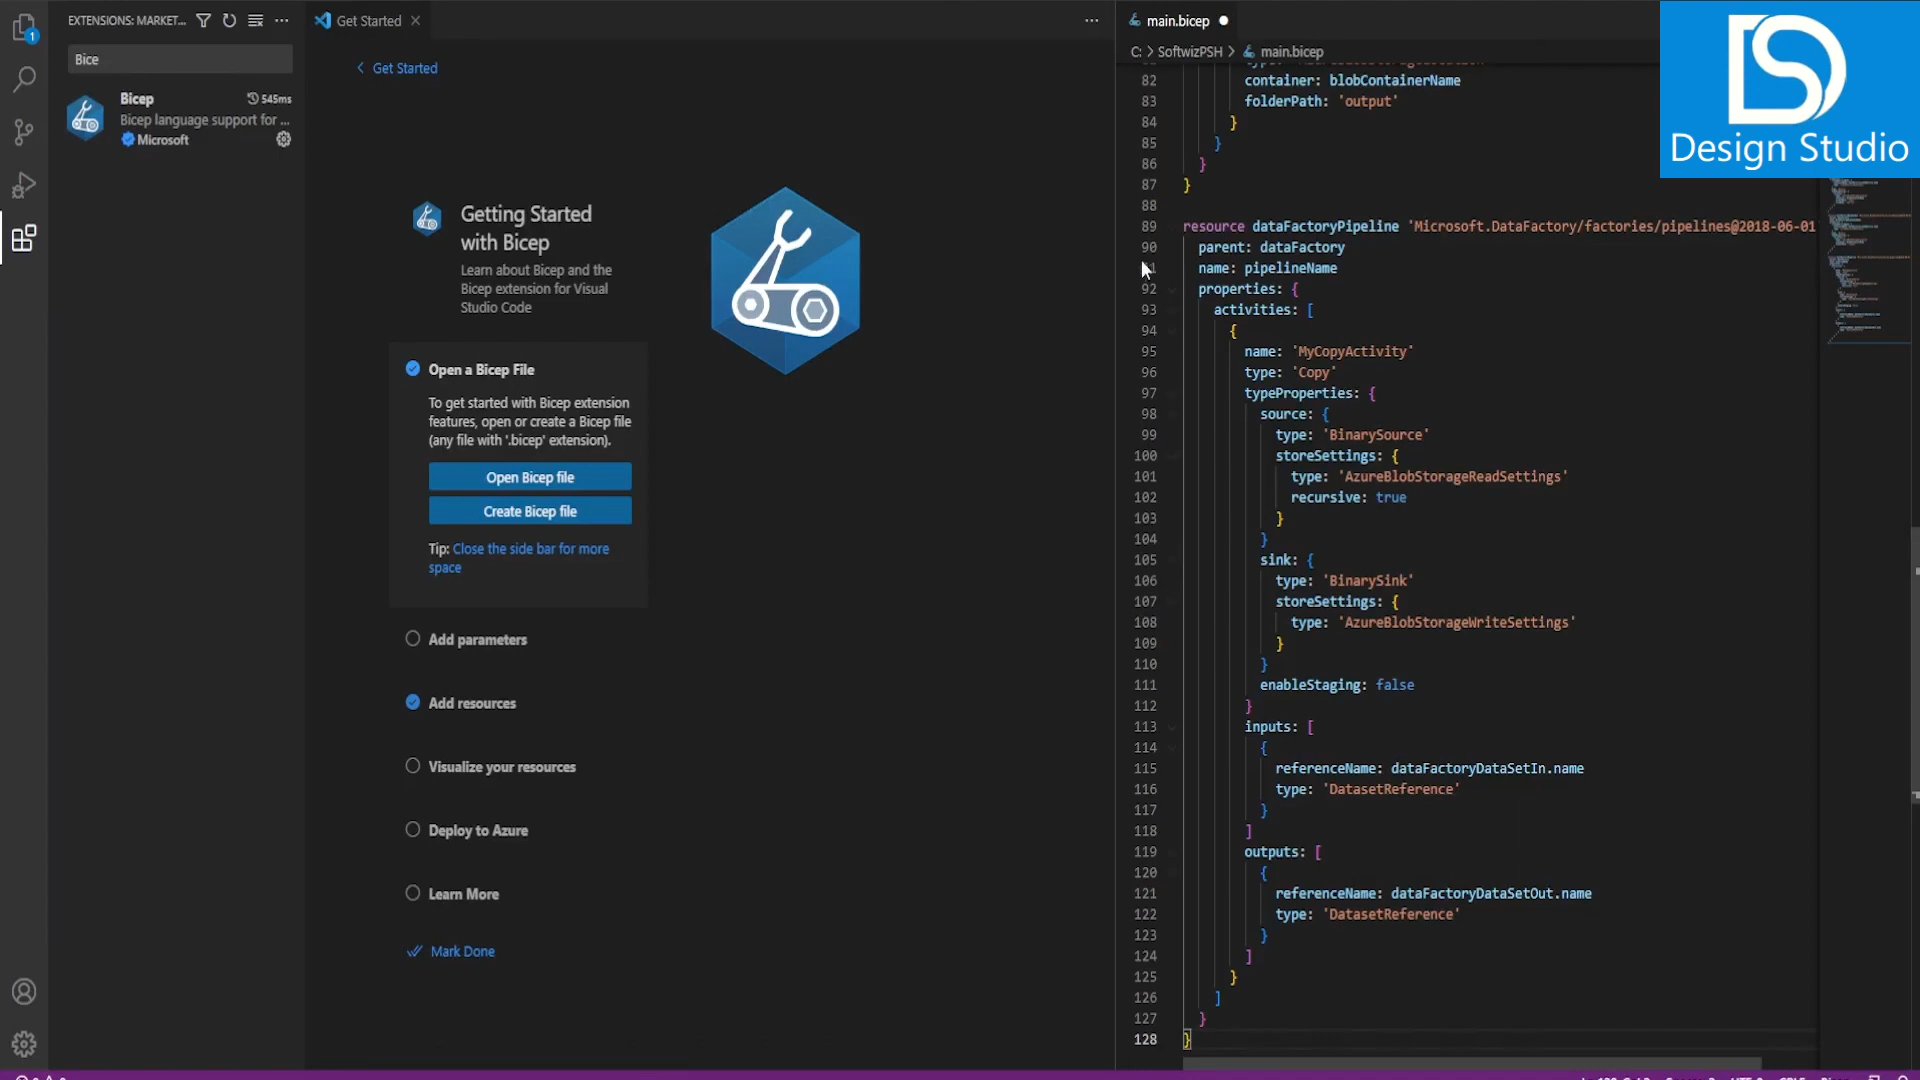 EXTENSIONS: MARKET...
Bice
Bicep
545ms
Bicep language support for ...
Microsoft
1
Get Started
Get Started
Getting Started
with Bicep
Learn about Bicep and the
Bicep extension for Visual
Studio Code
Open a Bicep File
To get started with Bicep extension
features, open or create a Bicep file
(any file with '.bicep' extension).
Open Bicep file
Create Bicep file
Tip: Close the side bar for more
space
Add parameters
Add resources
Visualize your resources
Deploy to Azure
Learn More
Mark Done
main.bicep
C: > SoftwizPSH > main.bicep
82 container: blobContainerName
83 folderPath: 'output'
84 }
85 }
86 }
87 }
88
89 resource dataFactoryPipeline 'Microsoft.DataFactory/factories/pipelines@2018-06-01
90 parent: dataFactory
name: pipelineName
92 properties: {
93 activities: [
94 {
95 name: 'MyCopyActivity'
96 type: 'Copy'
97 typeProperties: {
98 source: {
99 type: 'BinarySource'
100 storeSettings: {
101 type: 'AzureBlobStorageReadSettings'
102 recursive: true
103 }
104 }
105 sink: {
106 type: 'BinarySink'
107 storeSettings: {
108 type: 'AzureBlobStorageWriteSettings'
109 }
110 }
111 enableStaging: false
112 }
113 inputs: [
114 {
115 referenceName: dataFactoryDataSetIn.name
116 type: 'DatasetReference'
117 }
118 ]
119 outputs: [
120 {
121 referenceName: dataFactoryDataSetOut.name
122 type: 'DatasetReference'
123 }
124 ]
125 }
126 ]
127 }
128 }
Design Studio